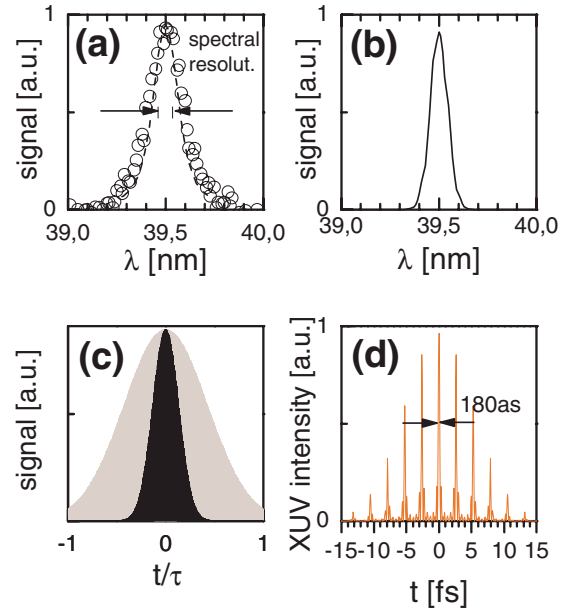 1
(a)
spectral
resolut.
signal [a.u.]
0
39,0
39,5
40,0
λ [nm]
1
(b)
signal [a.u.]
0
39,0
39,5
40,0
λ [nm]
(c)
signal [a.u.]
-1
0
1
t/τ
1
(d)
180as
XUV intensity [a.u.]
0
-15
-10
-5
0
5
10
15
t [fs]